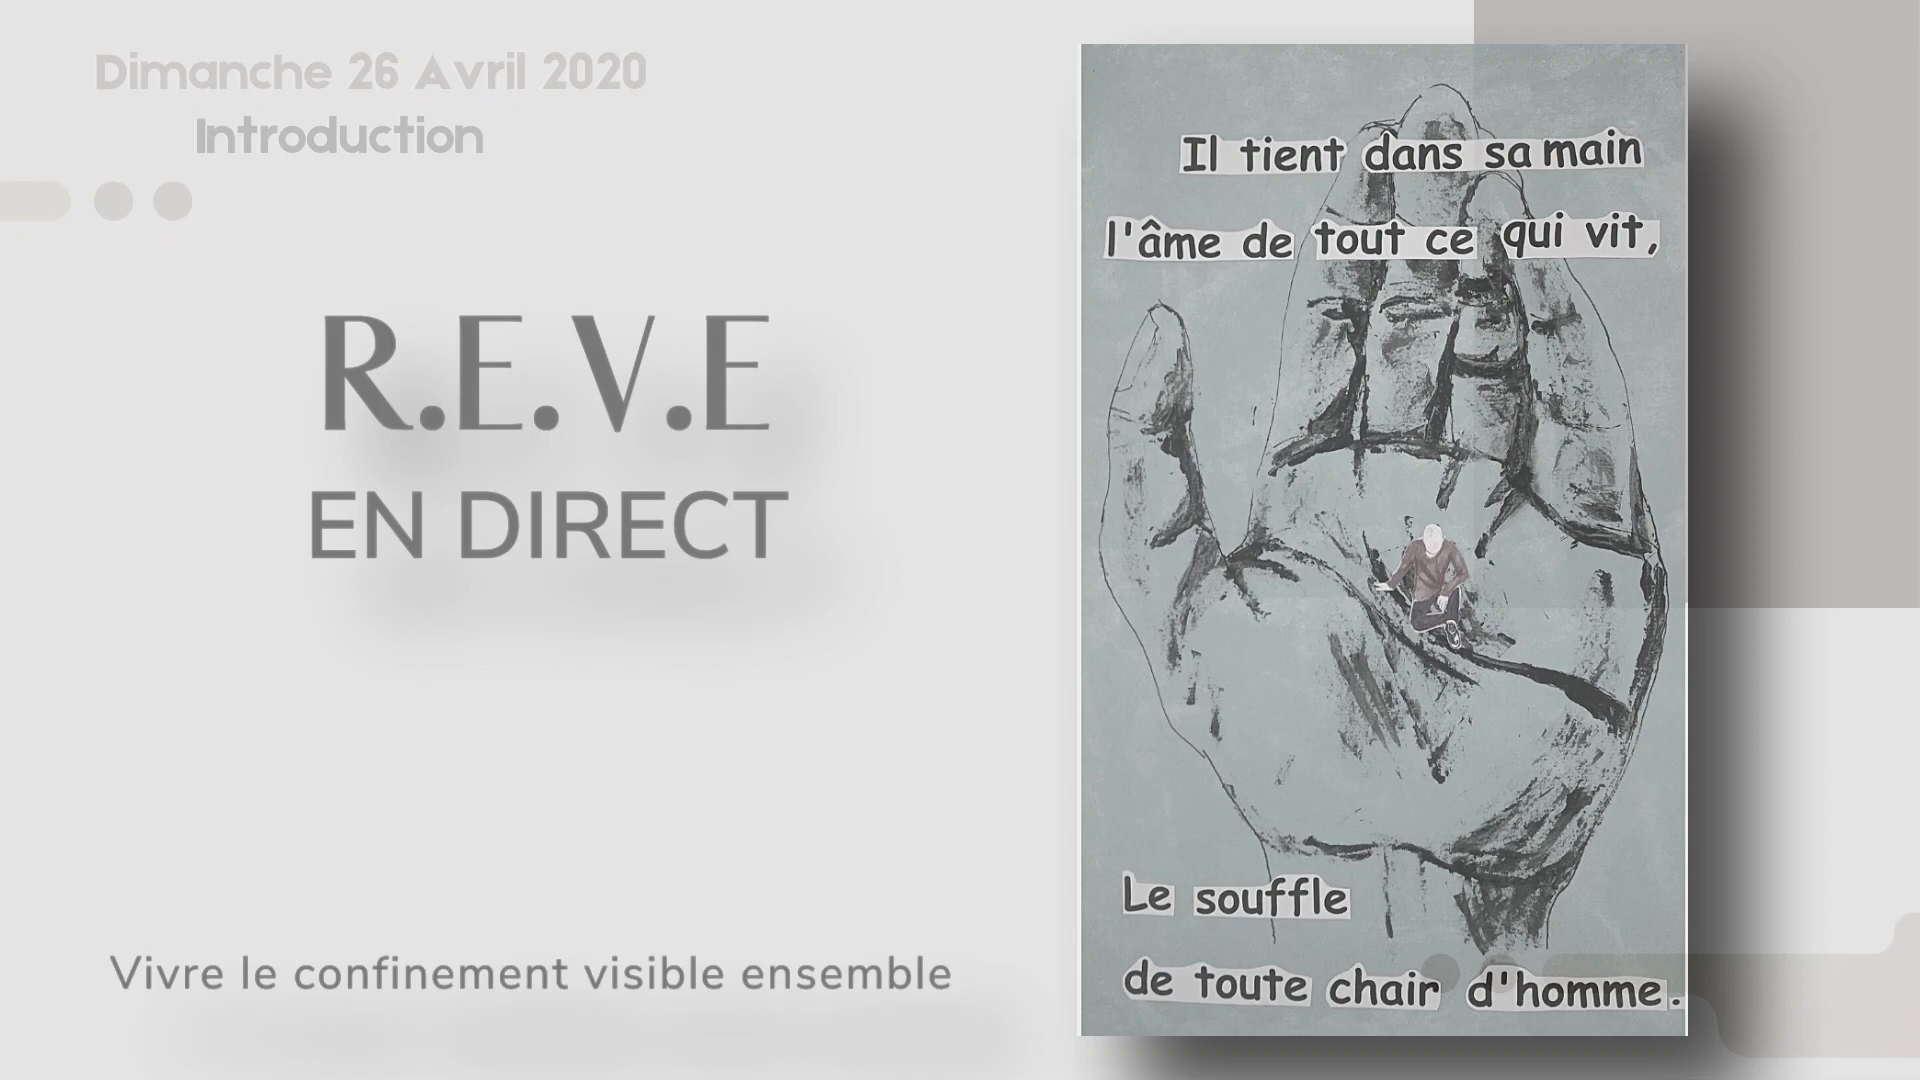 Dimanche 26 Avril 2020
Introduction
R.E.V.E
EN DIRECT
Vivre le confinement visible ensemble
Il tient dans sa main
l'âme de tout ce qui vit,
Le souffle
de toute chair d'homme.